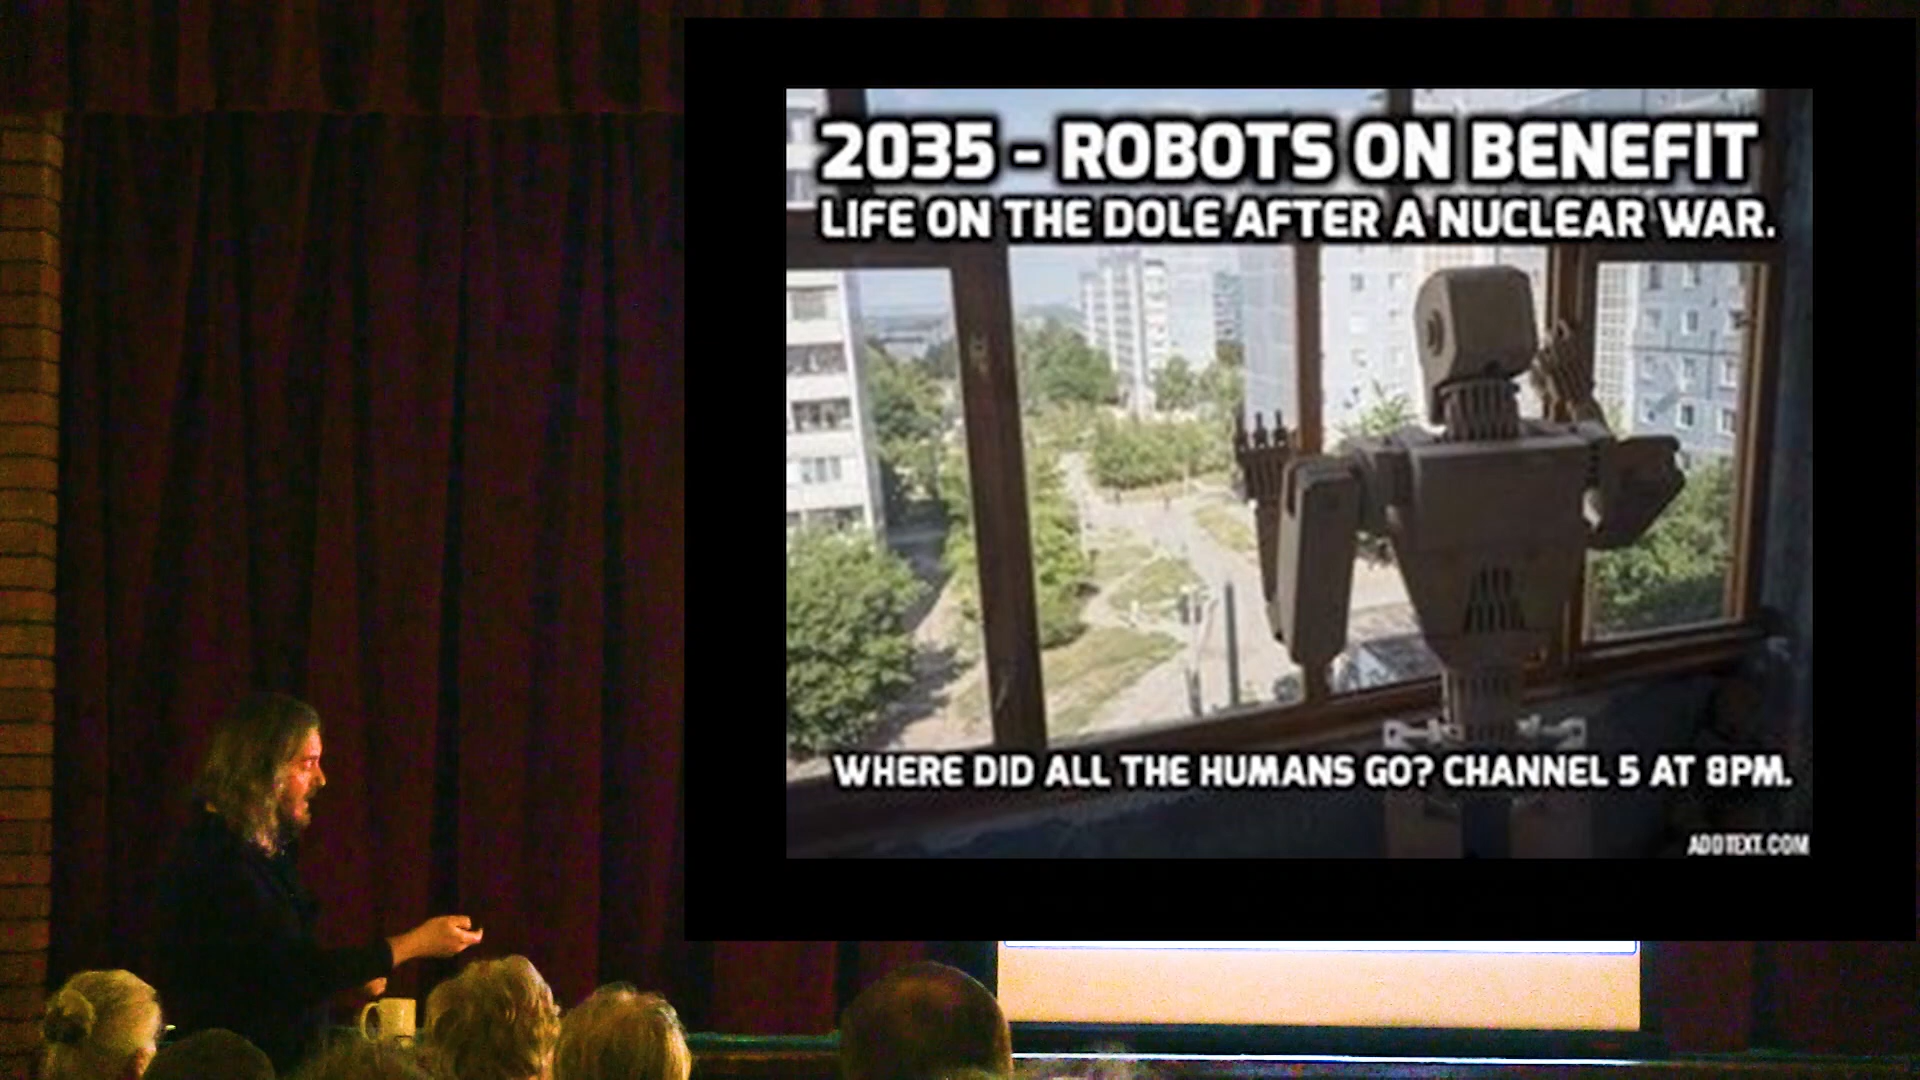 2035 - ROBOTS ON BENEFIT
LIFE ON THE DOLE AFTER A NUCLEAR WAR.
WHERE DID ALL THE HUMANS GO? CHANNEL 5 AT 8PM.
ADDTEXT.COM